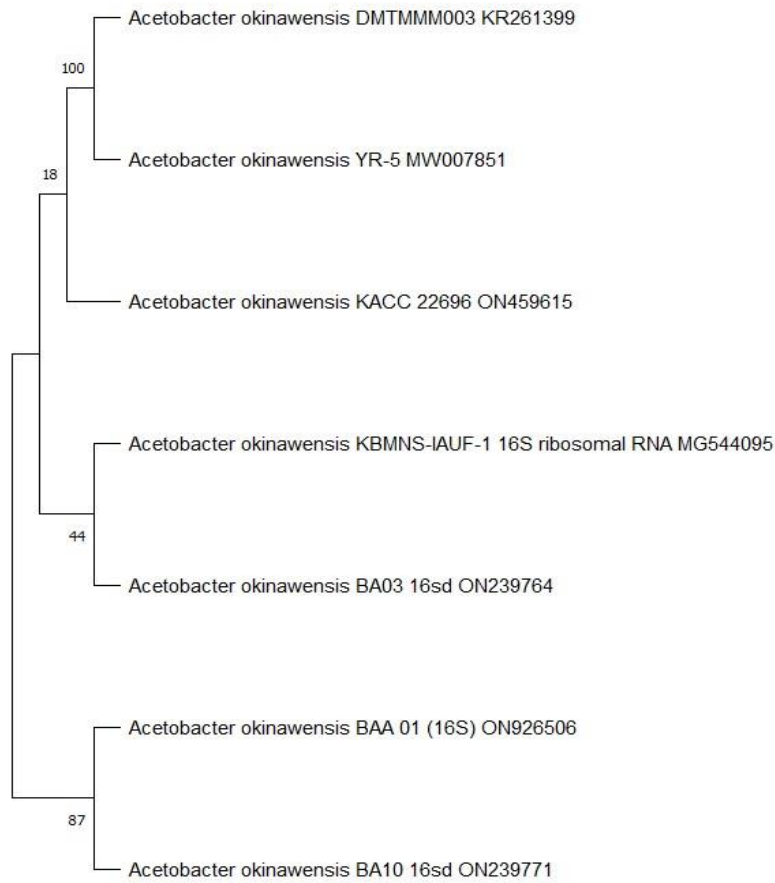 Acetobacter okinawensis DMTMMM003 KR261399
100
Acetobacter okinawensis YR-5 MW007851
18
Acetobacter okinawensis KACC 22696 ON459615
Acetobacter okinawensis KBMNS-IAUF-1 16S ribosomal RNA MG544095
44
Acetobacter okinawensis BA03 16sd ON239764
Acetobacter okinawensis BAA 01 (16S) ON926506
87
Acetobacter okinawensis BA10 16sd ON239771